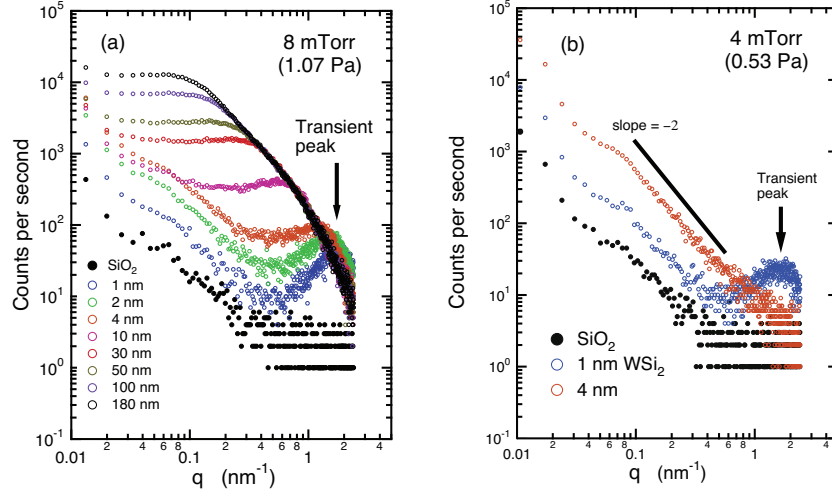 (a)
8 mTorr
(1.07 Pa)
Transient
peak
Counts per second
10^5
10^4
10^3
10^2
10^1
10^0
10^-1
SiO₂
1 nm
2 nm
4 nm
10 nm
30 nm
50 nm
100 nm
180 nm
0.01 2 4 6 8 0.1 2 4 6 8 1 2 4
q (nm⁻¹)
(b)
4 mTorr
(0.53 Pa)
slope = −2
Transient
peak
Counts per second
10^5
10^4
10^3
10^2
10^1
10^0
10^-1
SiO₂
1 nm WSi₂
4 nm
0.01 2 4 6 8 0.1 2 4 6 8 1 2 4
q (nm⁻¹)